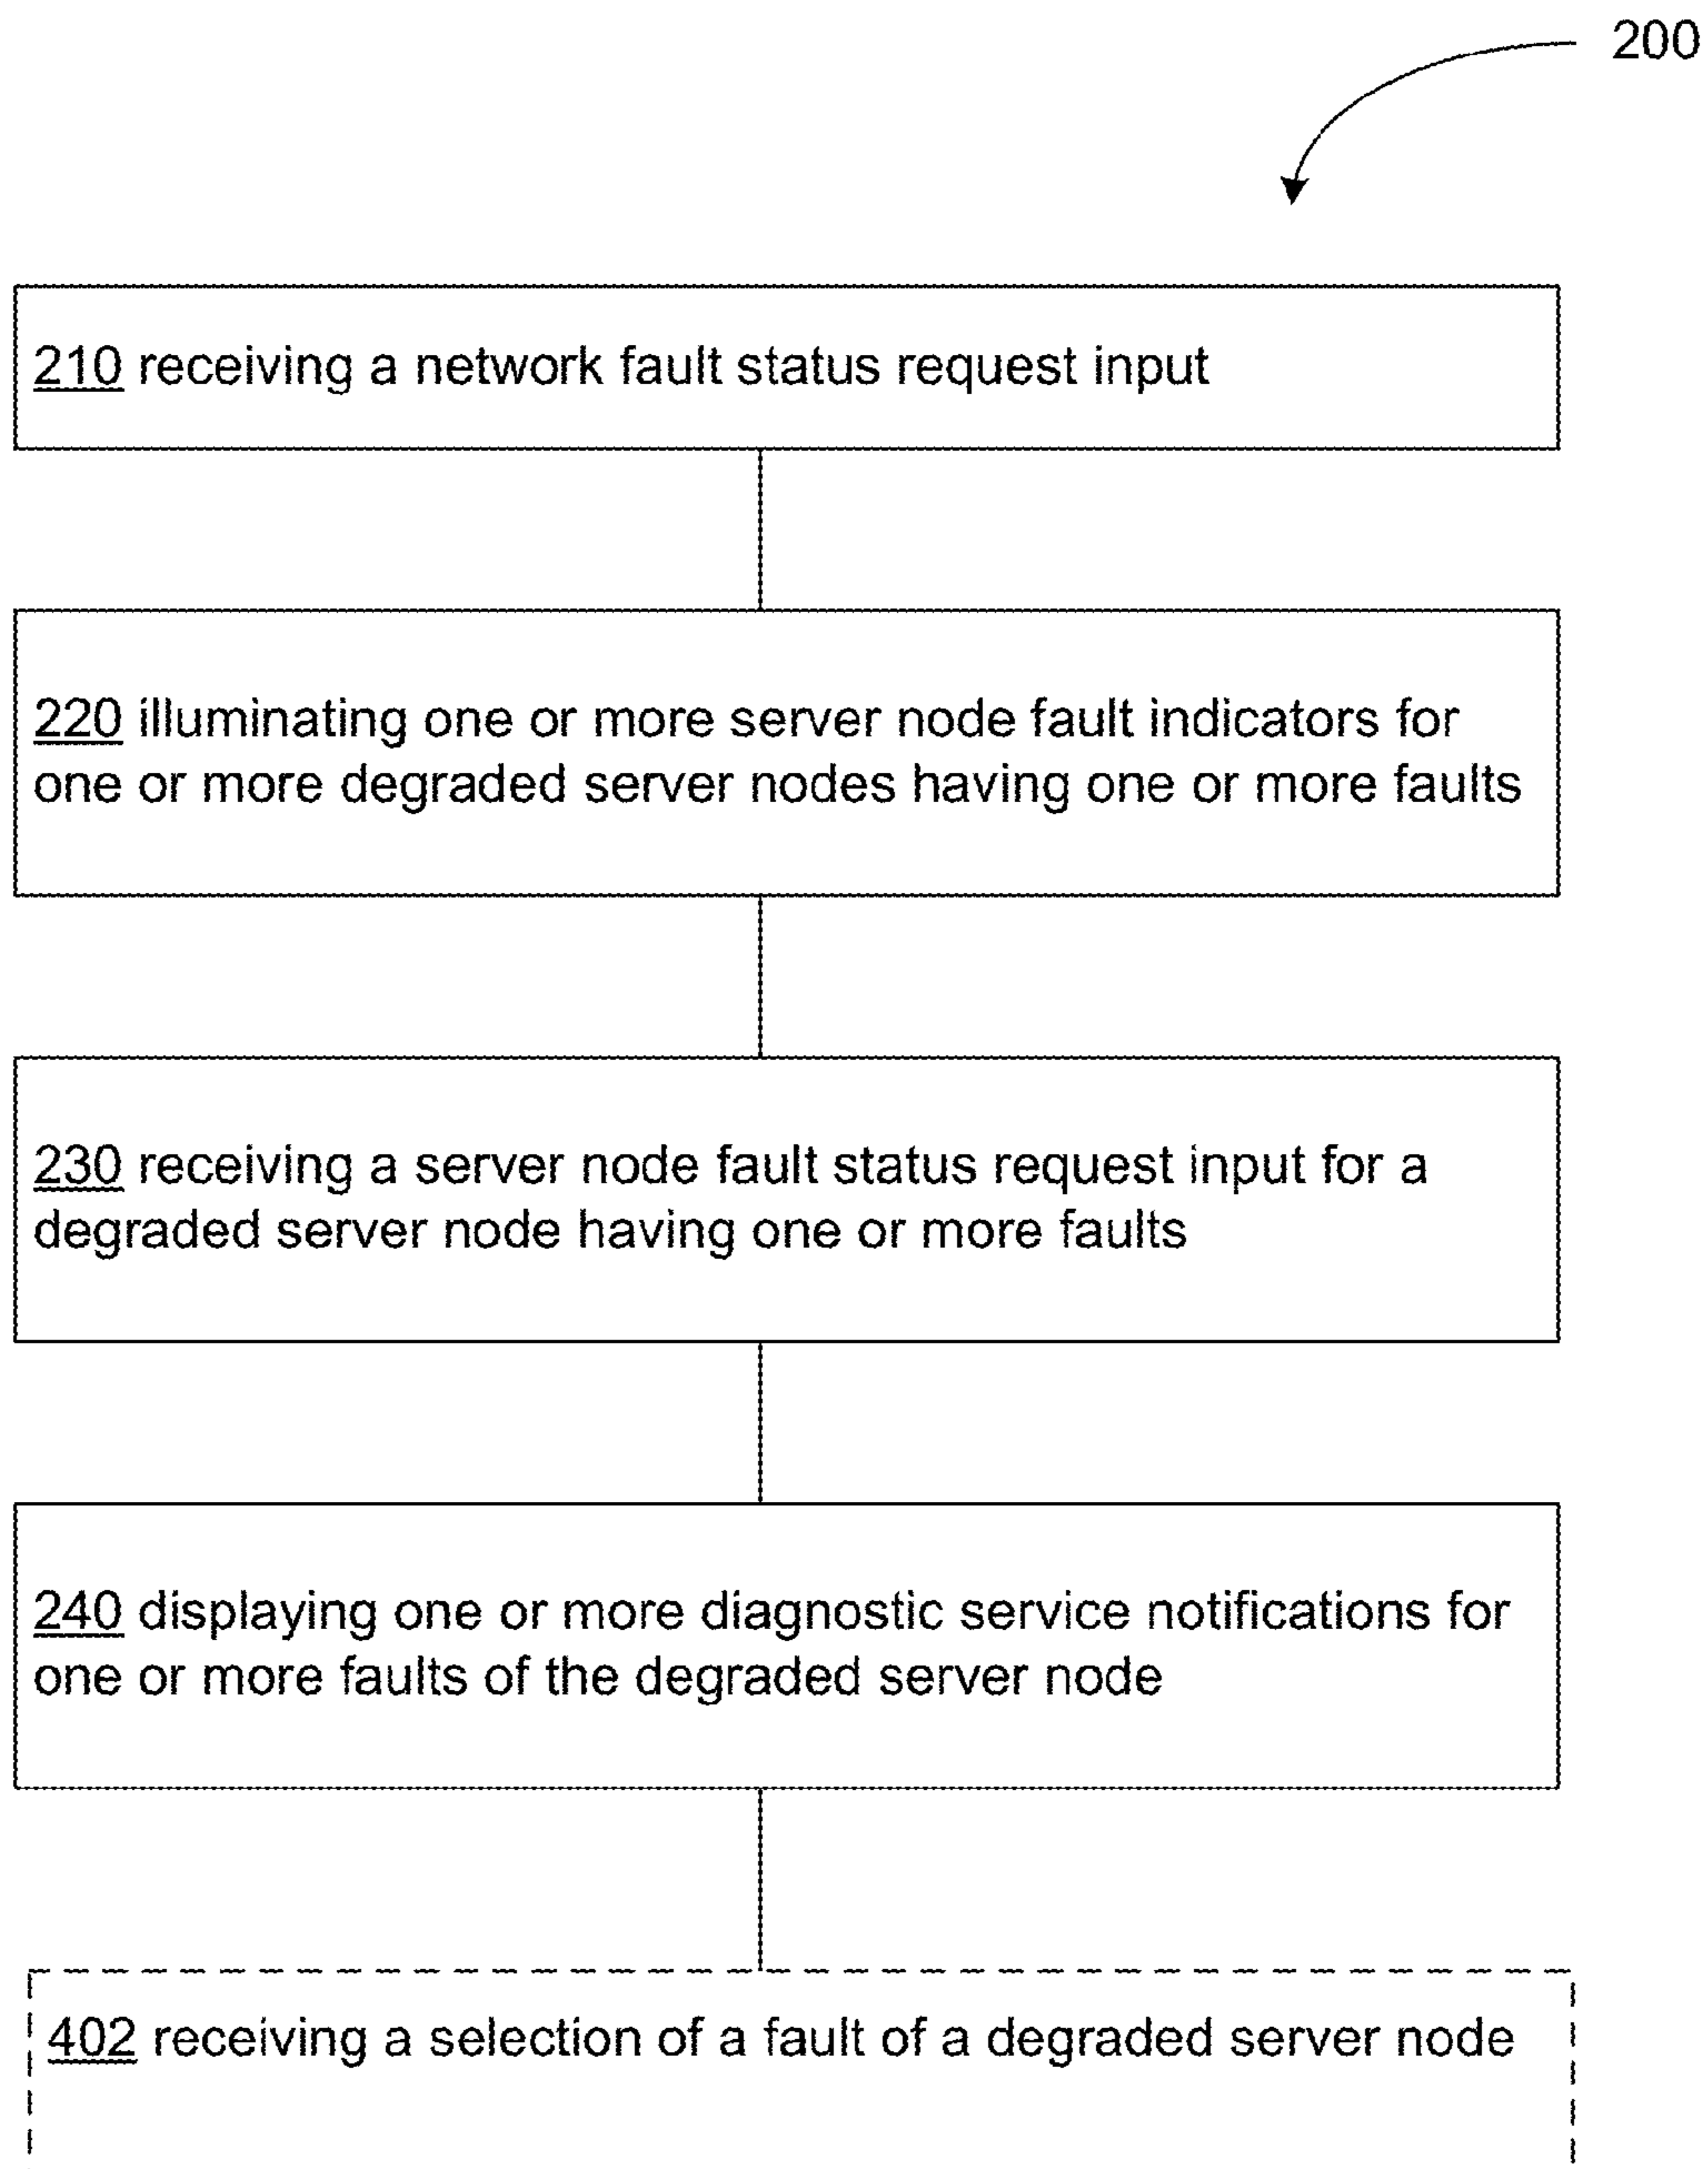 200
210 receiving a network fault status request input
220 illuminating one or more server node fault indicators for
one or more degraded server nodes having one or more faults
230 receiving a server node fault status request input for a
degraded server node having one or more faults
240 displaying one or more diagnostic service notifications for
one or more faults of the degraded server node
402 receiving a selection of a fault of a degraded server node